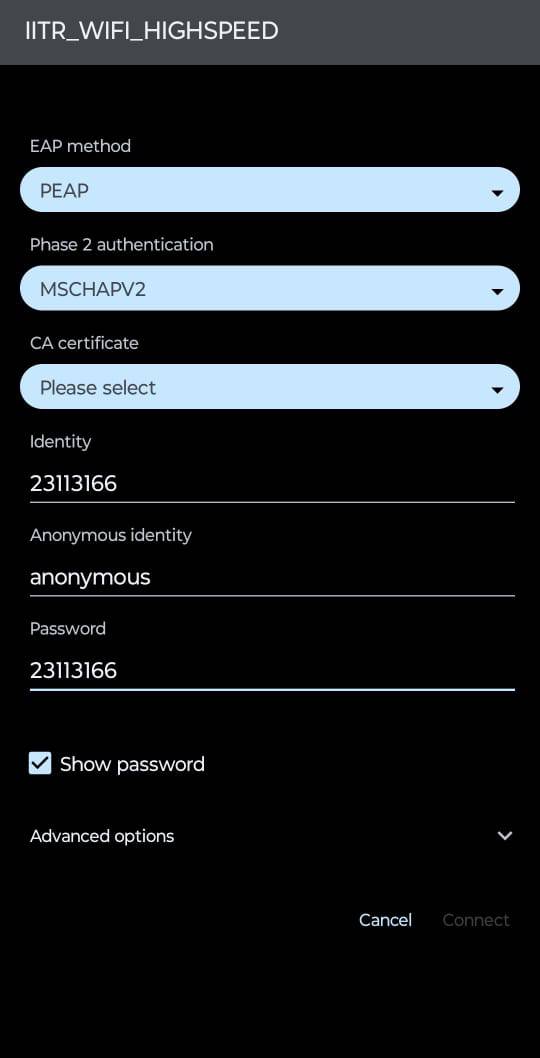 IITR_WIFI_HIGHSPEED
EAP method
PEAP
Phase 2 authentication
MSCHAPV2
CA certificate
Please select
Identity
23113166
Anonymous identity
anonymous
Password
23113166
Show password
Advanced options
Cancel Connect